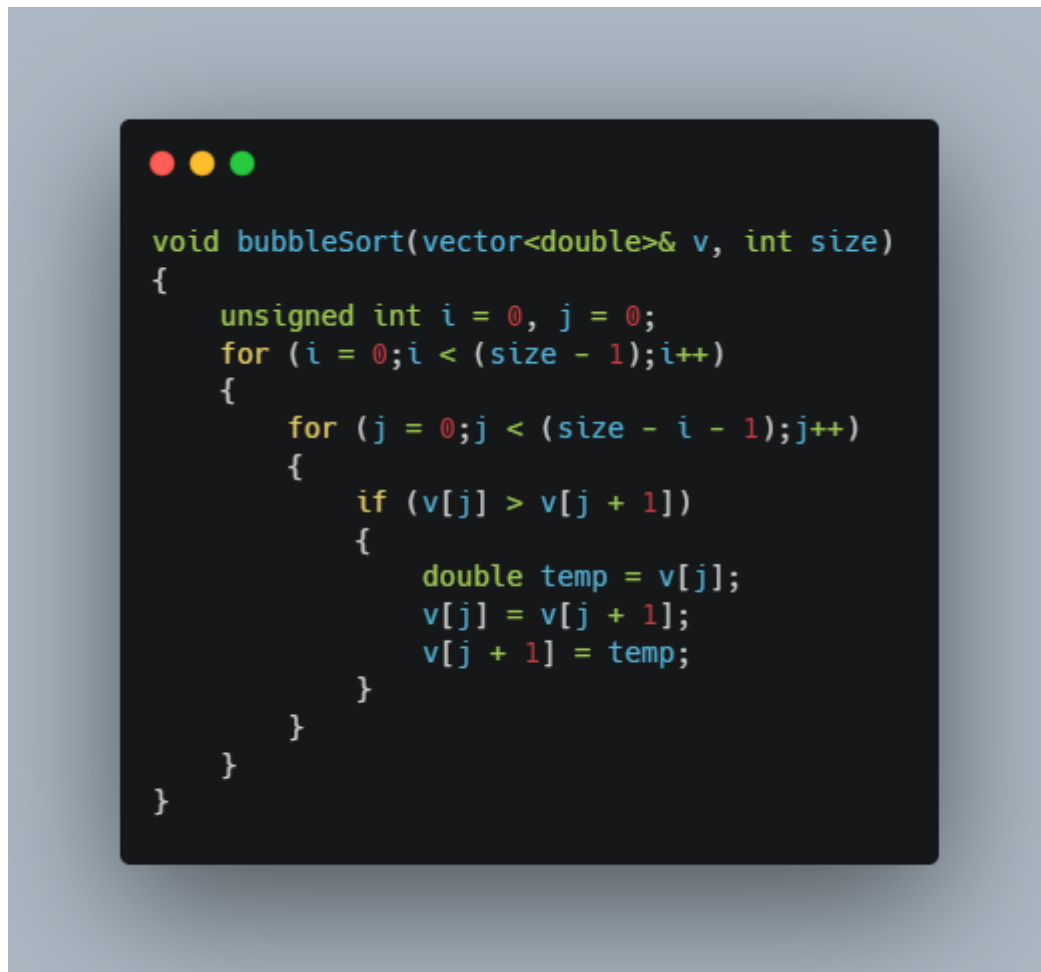 void bubbleSort(vector<double>& v, int size)
{
    unsigned int i = 0, j = 0;
    for (i = 0;i < (size - 1);i++)
    {
        for (j = 0;j < (size - i - 1);j++)
        {
            if (v[j] > v[j + 1])
            {
                double temp = v[j];
                v[j] = v[j + 1];
                v[j + 1] = temp;
            }
        }
    }
}